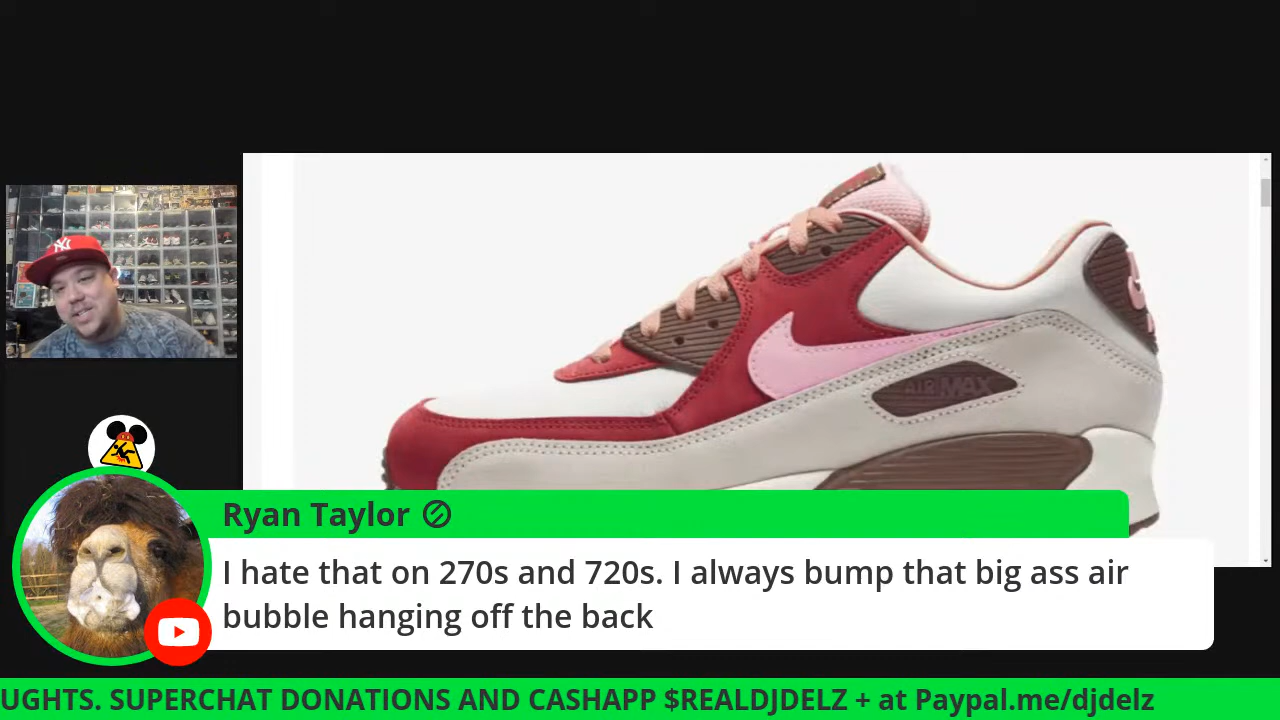 NY
AIR MAX
Ryan Taylor
I hate that on 270s and 720s. I always bump that big ass air
bubble hanging off the back
UGHTS. SUPERCHAT DONATIONS AND CASHAPP $REALDJDELZ + at Paypal.me/djdelz